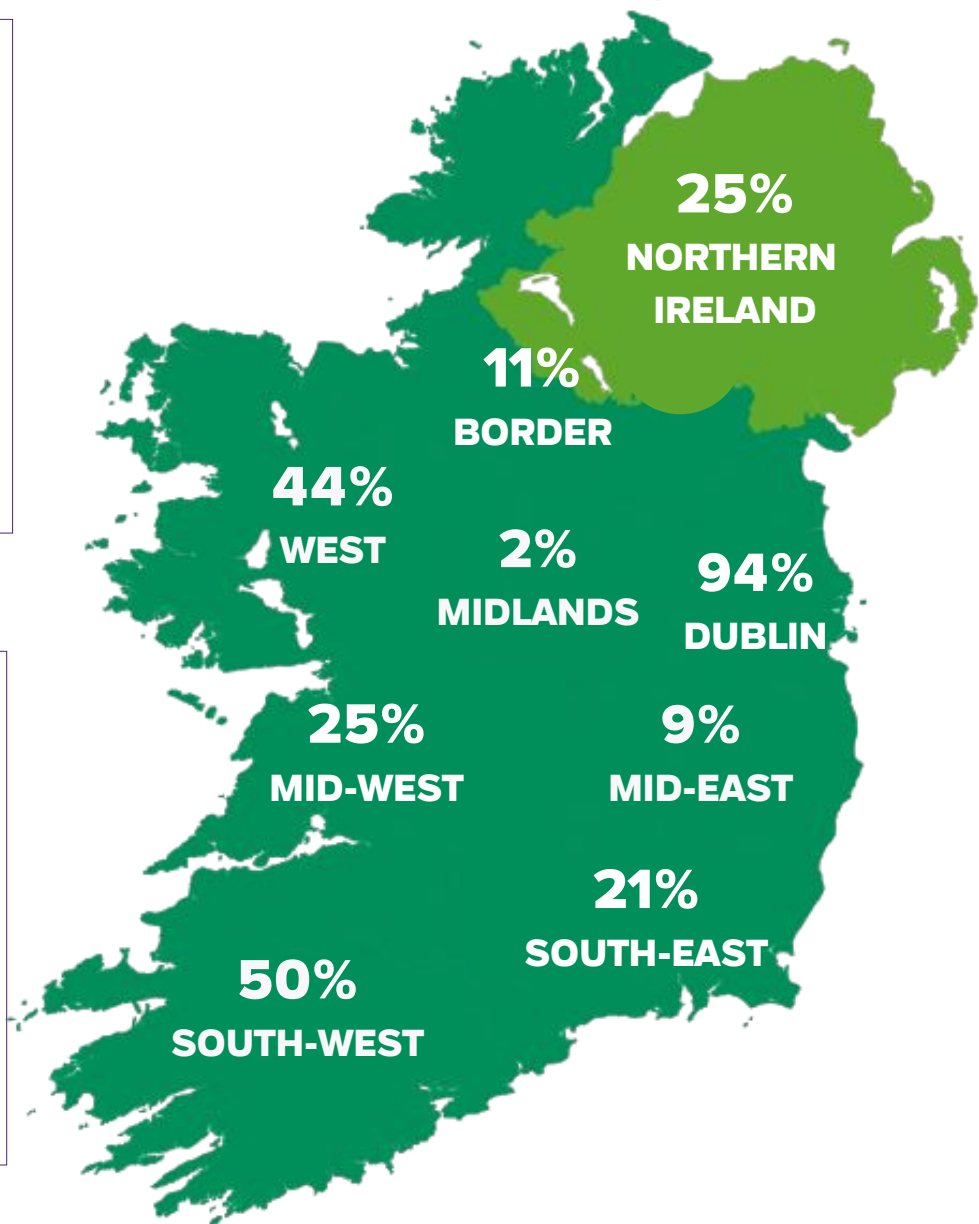 25%
NORTHERN
IRELAND
11%
BORDER
44%
WEST
2%
MIDLANDS
94%
DUBLIN
25%
MID-WEST
9%
MID-EAST
21%
SOUTH-EAST
50%
SOUTH-WEST